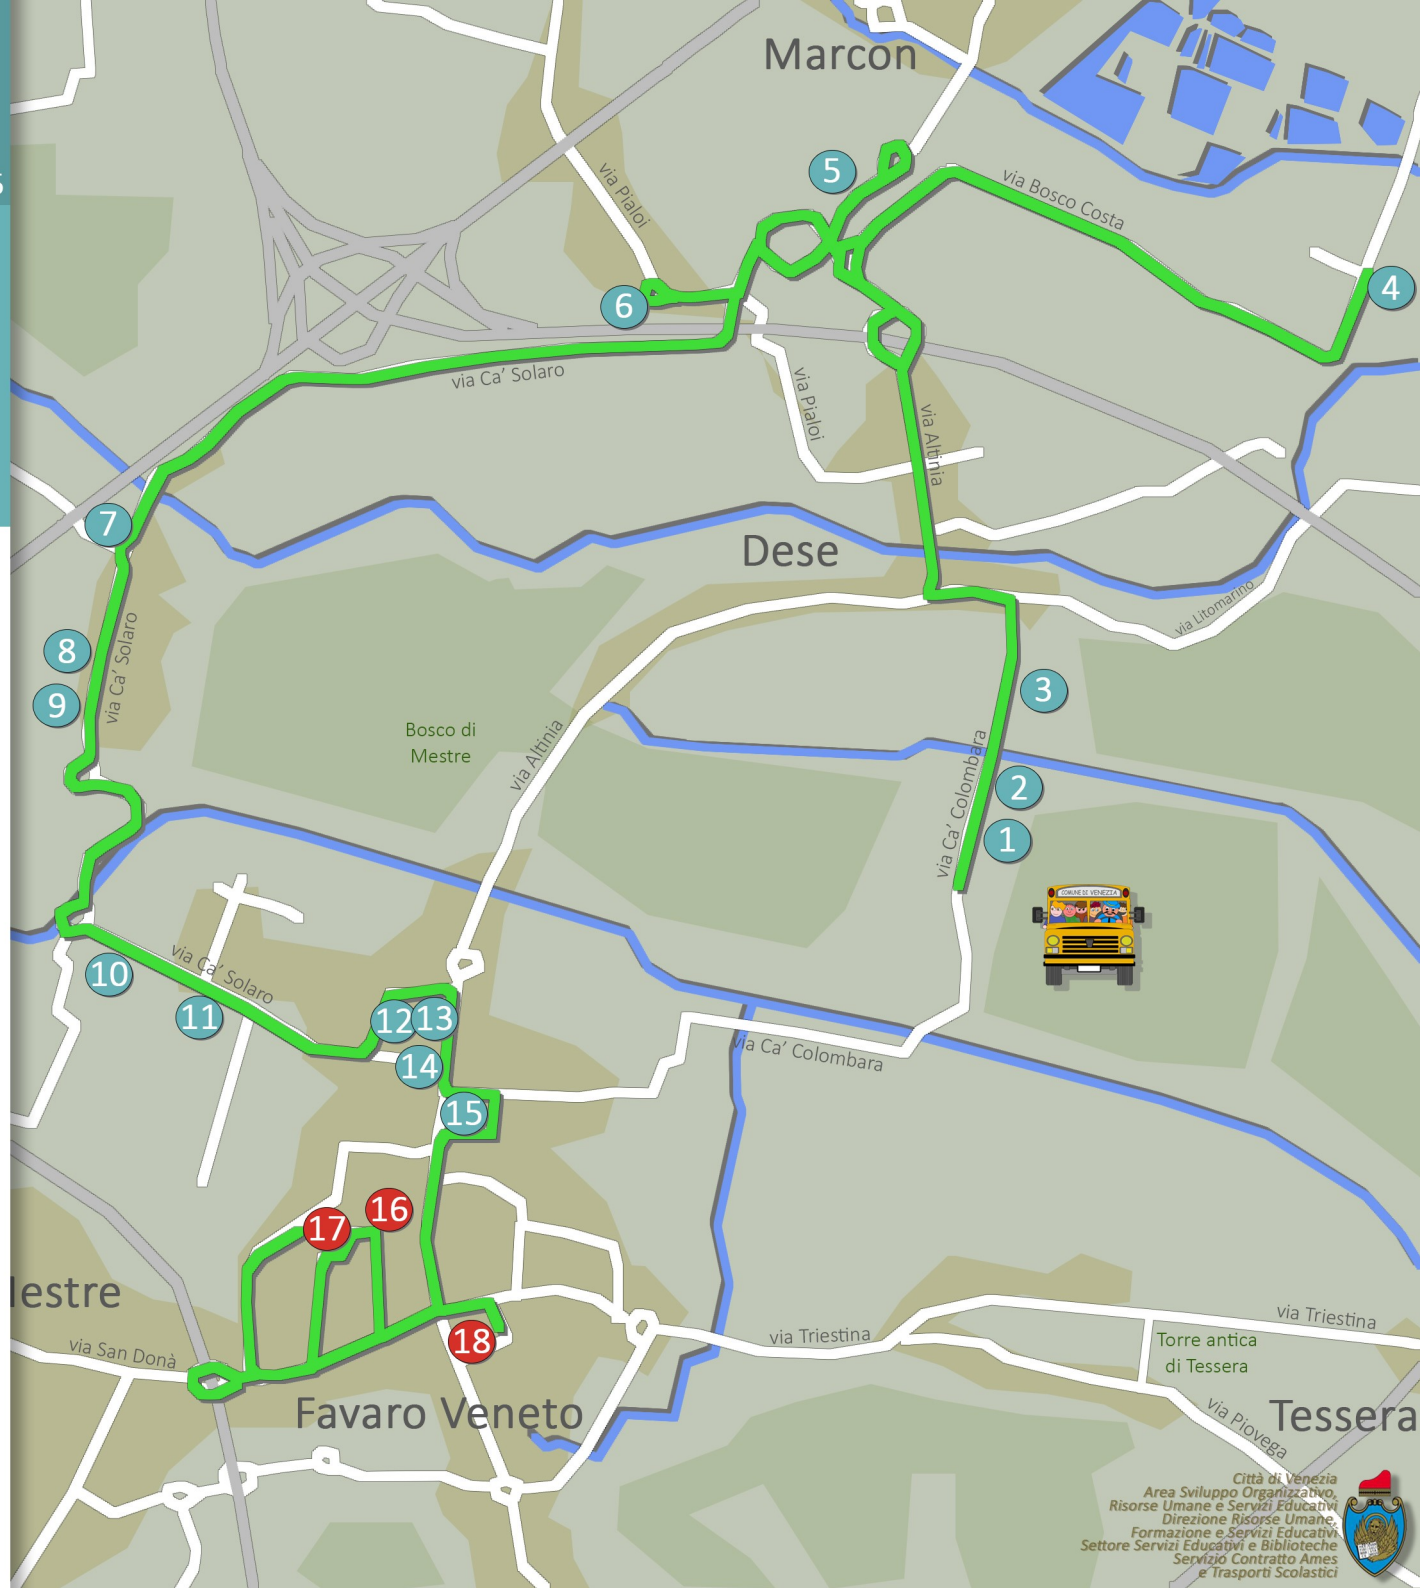 Marcon
5
via Pialoi
via Bosco Costa
4
6
via Ca' Solaro
via Pialoi
via Altinia
7
Dese
via Litomarino
8
via Ca' Solaro
9
3
Bosco di
Mestre
via Altinia
via Ca' Colombara
2
1
COMUNE DI VENEZIA
10
via Ca' Solaro
11
12
13
14
via Ca' Colombara
15
16
17
estre
via San Donà
18
via Triestina
via Triestina
Torre antica
di Tessera
Favaro Veneto
via Piovega
Tessera
Città di Venezia
Area Sviluppo Organizzativo,
Risorse Umane e Servizi Educativi
Direzione Risorse Umane,
Formazione e Servizi Educativi
Settore Servizi Educativi e Biblioteche
Servizio Contratto Ames
e Trasporti Scolastici